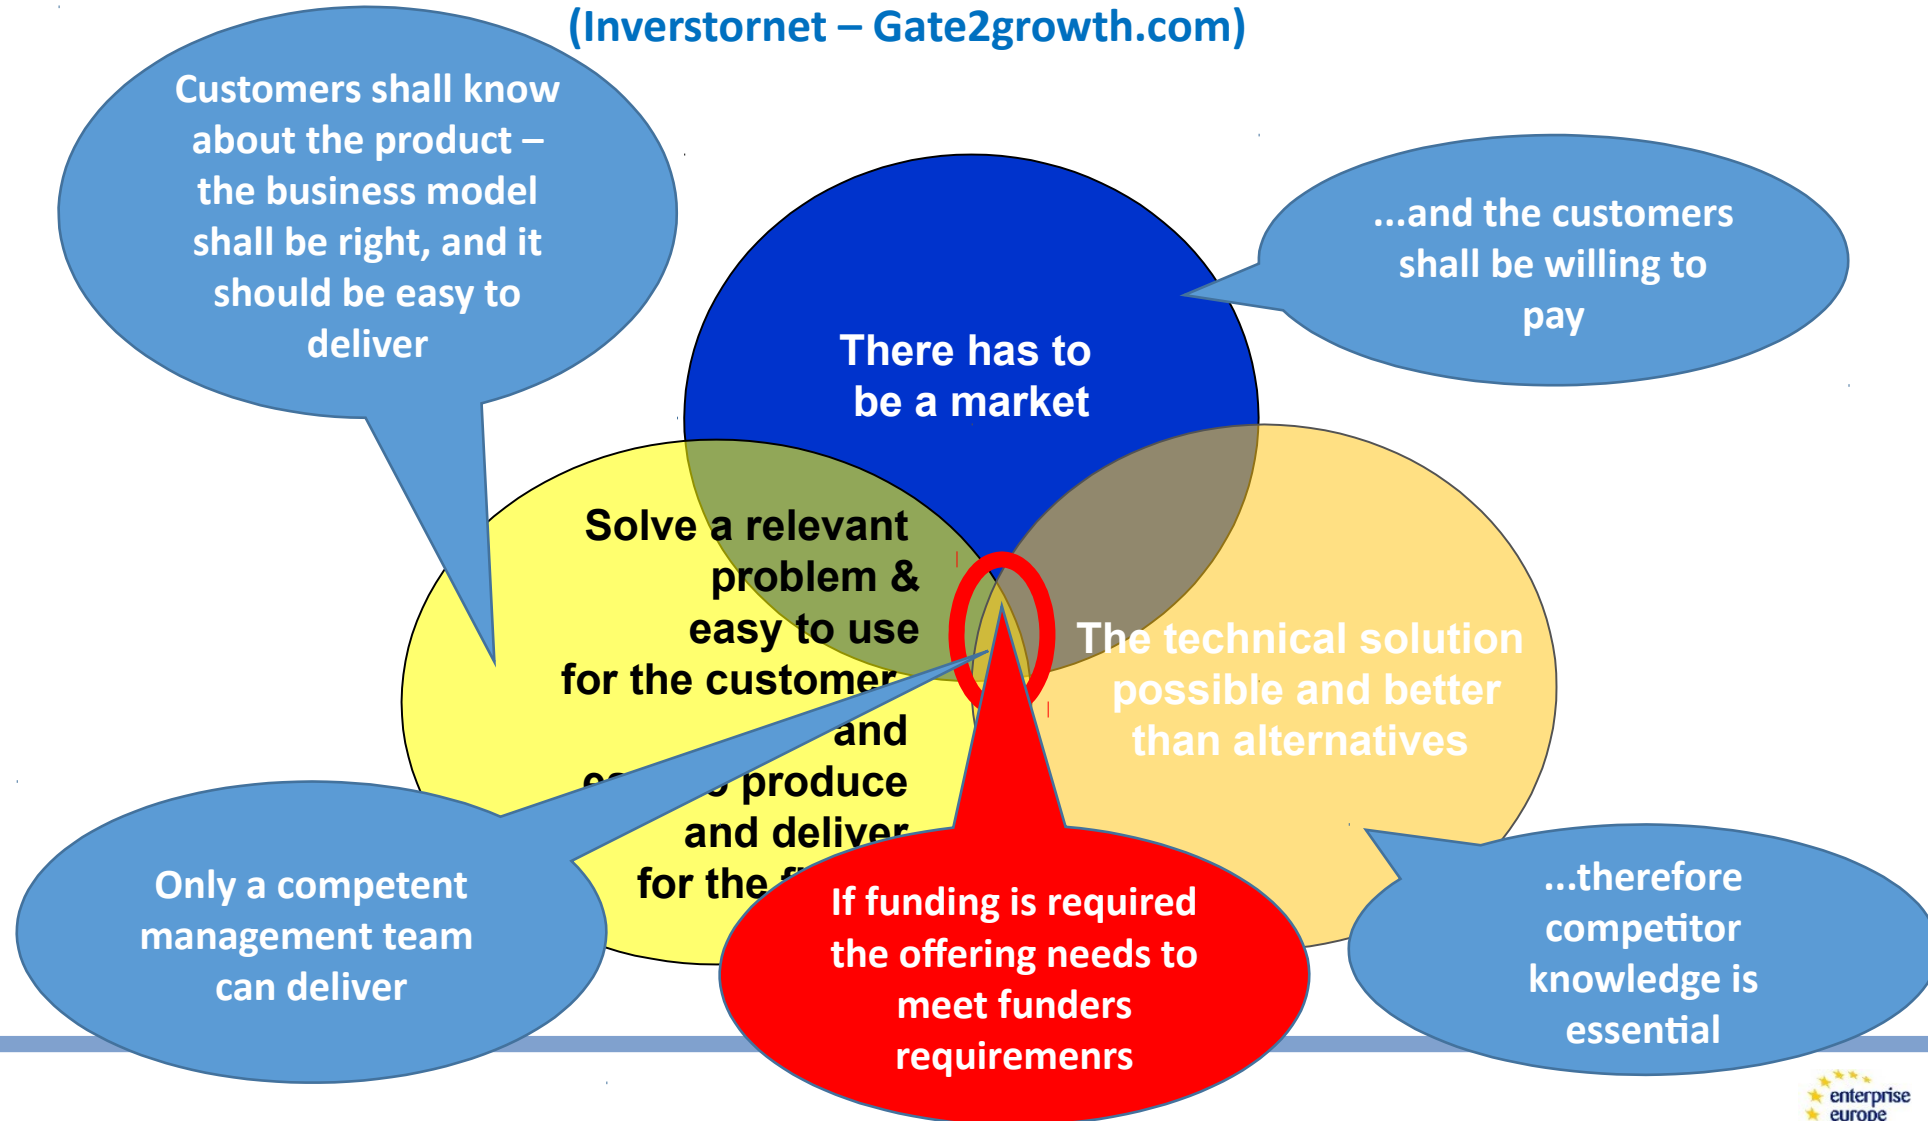 (Inverstornet – Gate2growth.com)
Customers shall know
about the product –
the business model
shall be right, and it
should be easy to
deliver
...and the customers
shall be willing to
pay
There has to
be a market
Solve a relevant
problem &
easy to use
for the customer
and
produce
and deliver
for the
The technical solution
possible and better
than alternatives
Only a competent
management team
can deliver
If funding is required
the offering needs to
meet funders
requiremenrs
...therefore
competitor
knowledge is
essential
enterprise
europe